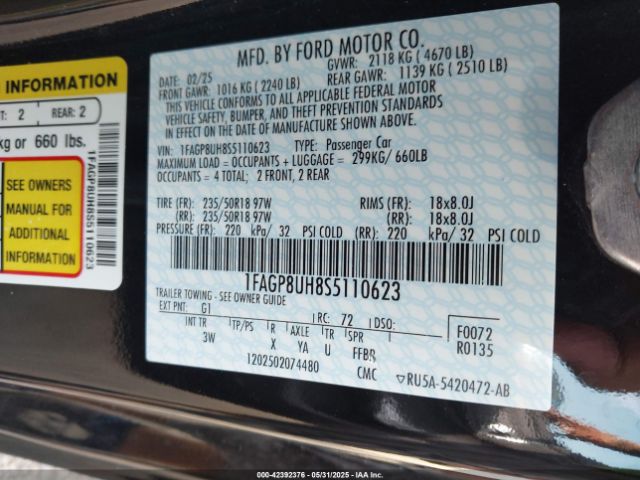 INFORMATION
2
REAR: 2
kg or 660 lbs.
SEE OWNERS
MANUAL FOR
ADDITIONAL
INFORMATION
1FAGP8UH8S5110623
MFD. BY FORD MOTOR CO.
02/25
GVWR: 2118 KG ( 4670 LB)
FRONT GAWR: 1016 KG ( 2240 LB)
REAR GAWR: 1139 KG ( 2510 LB)
THIS VEHICLE CONFORMS TO ALL APPLICABLE FEDERAL MOTOR
VEHICLE SAFETY, BUMPER, AND THEFT PREVENTION STANDARDS
IN EFFECT ON THE DATE OF MANUFACTURE SHOWN ABOVE.
VIN: 1FAGP8UH8S5110623 TYPE: Passenger Car
MAXIMUM LOAD = OCCUPANTS + LUGGAGE = 299KG/ 660LB
OCCUPANTS = 4 TOTAL; 2 FRONT, 2 REAR
TIRE (FR): 235/50R18 97W RIMS (FR): 18x8.0J
(RR): 235/50R18 97W (RR): 18x8.0J
PRESSURE (FR): 220 kPa/ 32 PSI COLD (RR): 220 kPa/ 32 PSI COLD
1FAGP8UH8S5110623
TRAILER TOWING - SEE OWNER GUIDE
EXT PNT: G1 RC: 72 DSO:
INT TR TP/PS R AXLE TR SPR
3W X YA U FFBR
F0072
R0135
1202502074480 CMC RU5A-5420472-AB
000-42392376 - 05/31/2025 - IAA Inc.